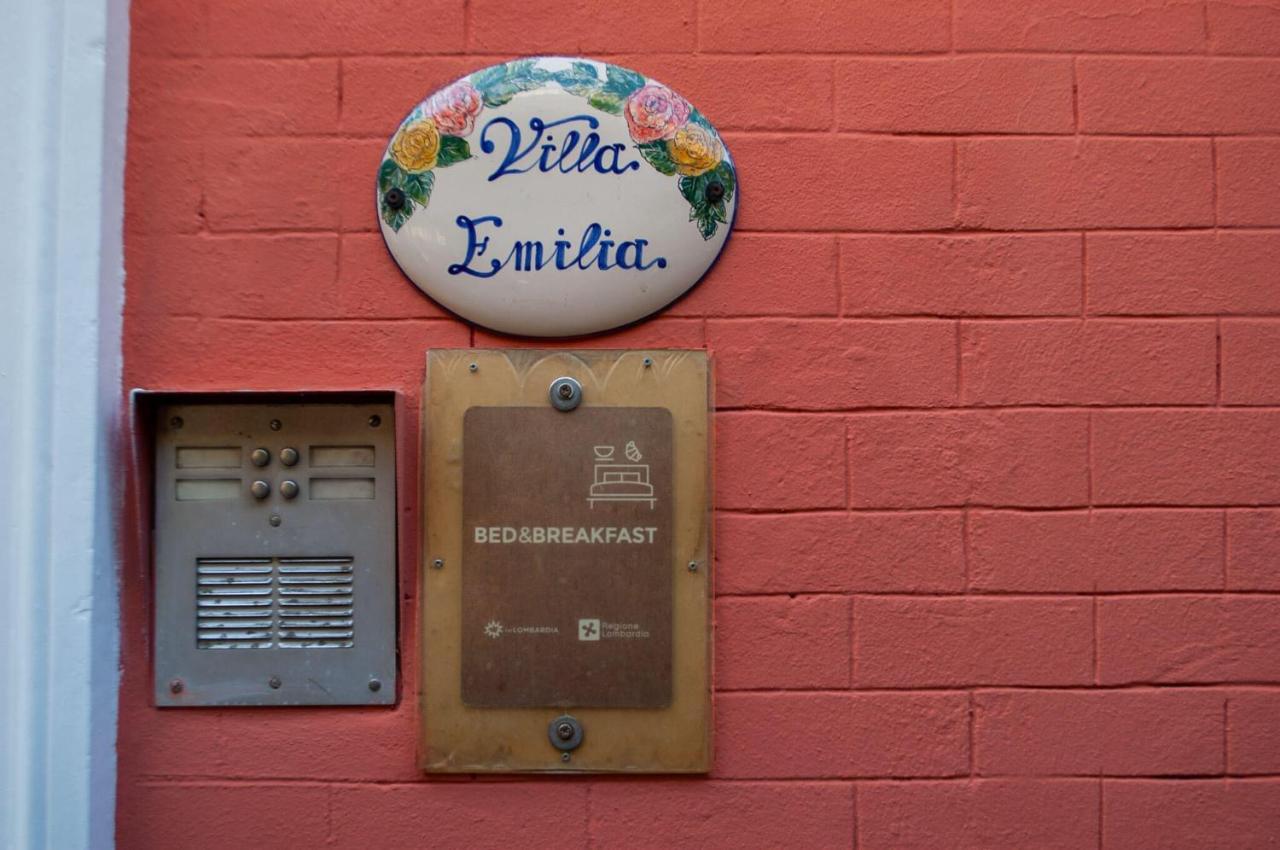 Villa
Emilia
BED&BREAKFAST
inLOMBARDIA
Regione
Lombardia